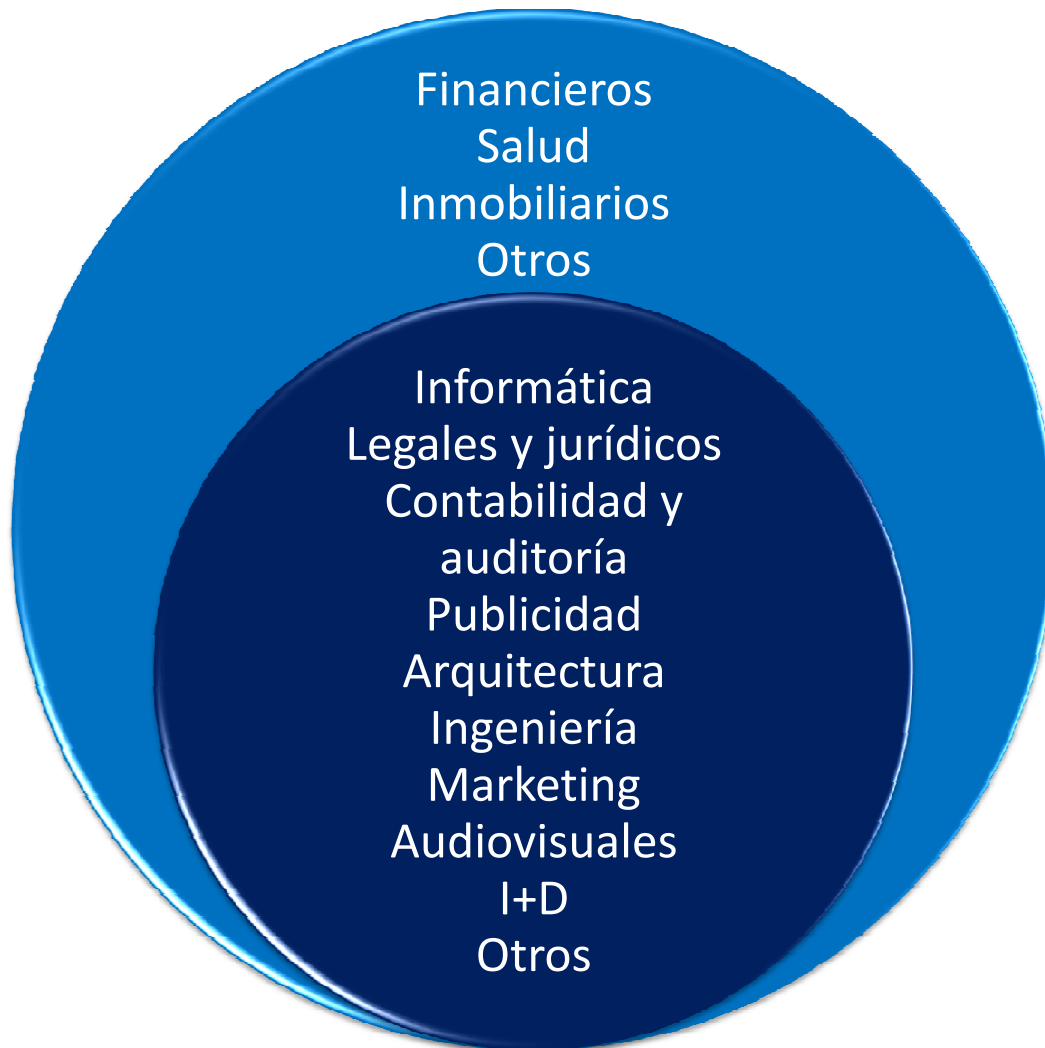 Financieros
Salud
Inmobiliarios
Otros
Informática
Legales y jurídicos
Contabilidad y
auditoría
Publicidad
Arquitectura
Ingeniería
Marketing
Audiovisuales
I+D
Otros